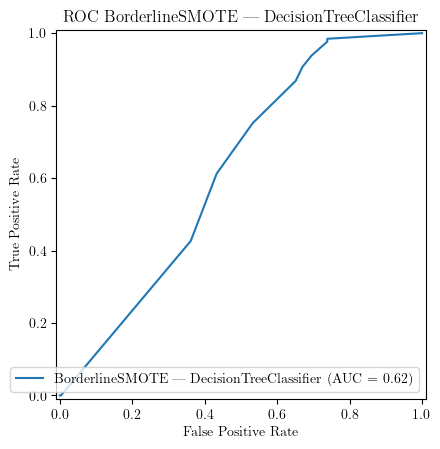 ROC BorderlineSMOTE — DecisionTreeClassifier
1.0
0.8
0.6
0.4
0.2
0.0
True Positive Rate
BorderlineSMOTE — DecisionTreeClassifier (AUC = 0.62)
0.0 0.2 0.4 0.6 0.8 1.0
False Positive Rate